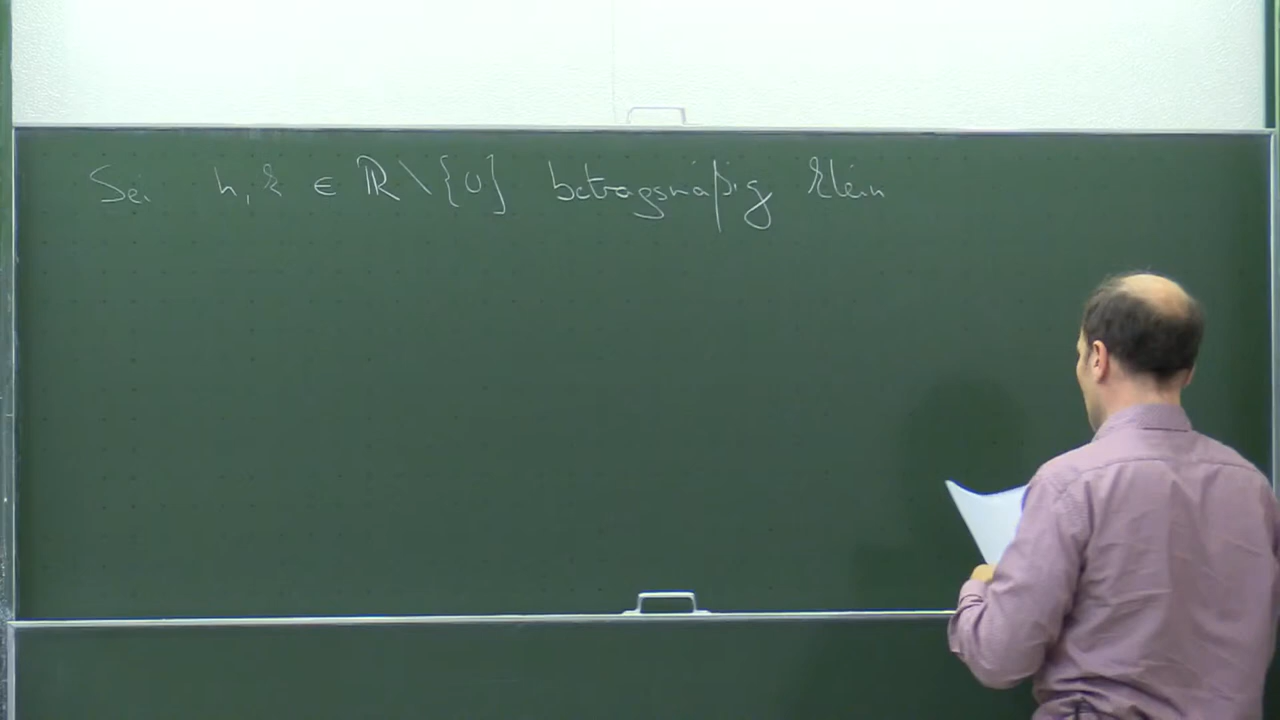 Sei h, k ∈ ℝ \ {0} betragsmäßig klein